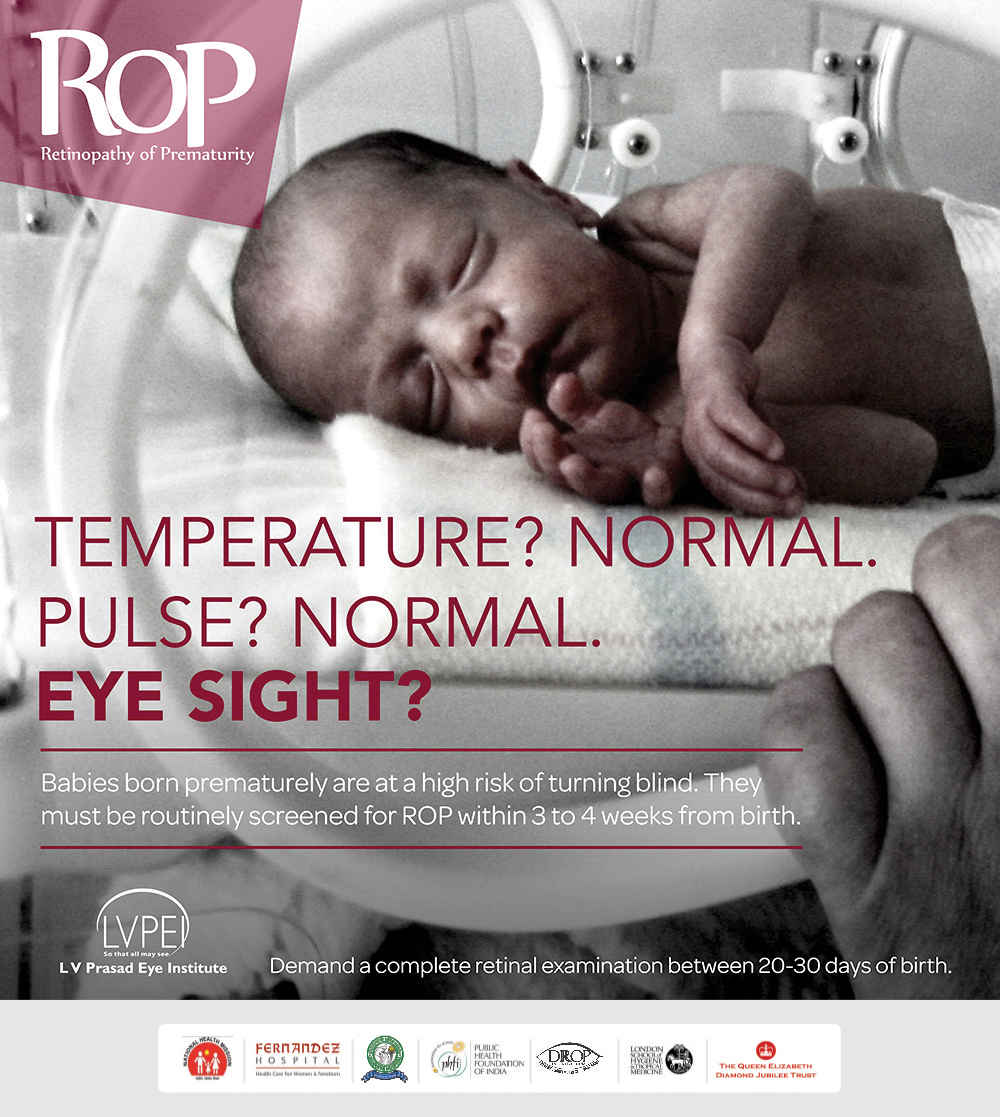 ROP
Retinopathy of Prematurity
TEMPERATURE? NORMAL.
PULSE? NORMAL.
EYE SIGHT?
Babies born prematurely are at a high risk of turning blind. They
must be routinely screened for ROP within 3 to 4 weeks from birth.
LVPEI
So that all may see
L V Prasad Eye Institute
Demand a complete retinal examination between 20-30 days of birth.
NATIONAL HEALTH MISSION
FERNANDEZ
HOSPITAL
Health Care for Women & Newborn
phfi
PUBLIC
HEALTH
FOUNDATION
OF INDIA
DROP
LONDON
SCHOOL of
HYGIENE
& TROPICAL
MEDICINE
THE QUEEN ELIZABETH
DIAMOND JUBILEE TRUST